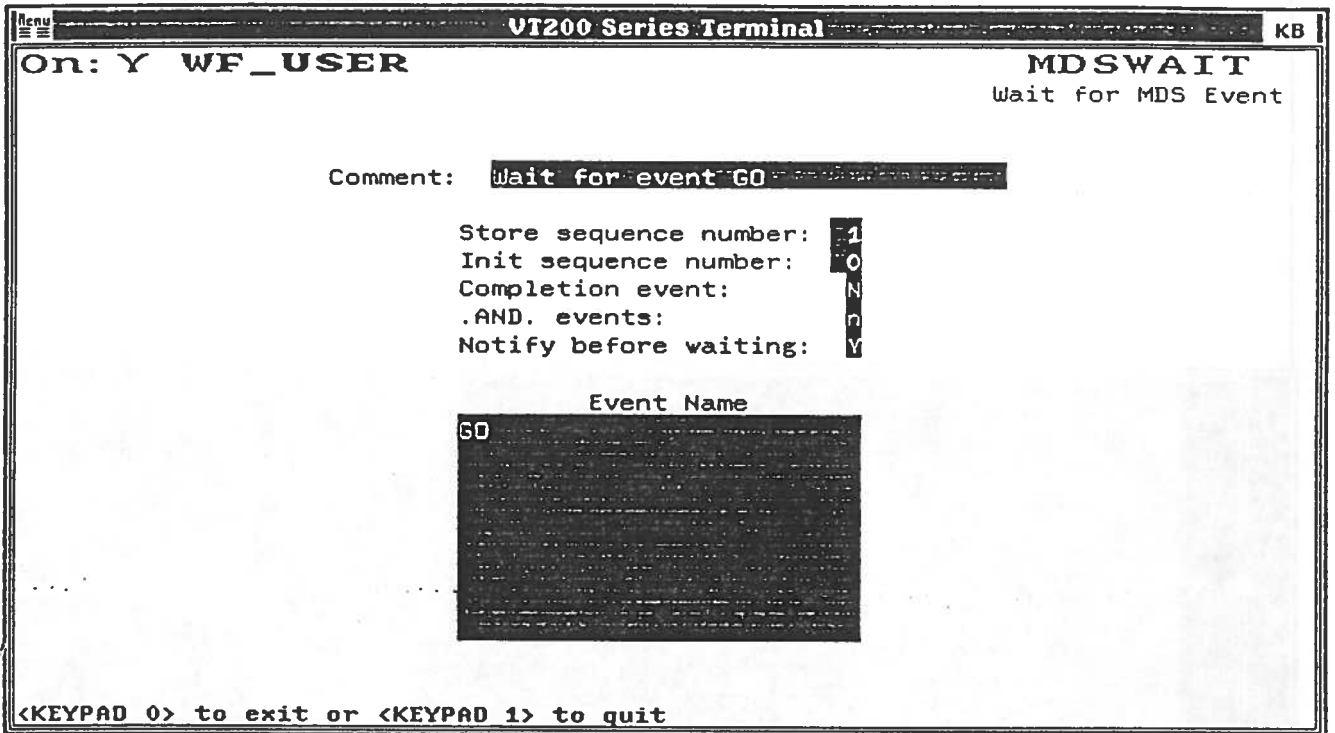 Menu VT200 Series Terminal KB
On: Y WF_USER MDSWAIT
Wait for MDS Event
Comment: Wait for event GO
Store sequence number: 1
Init sequence number: 0
Completion event: N
.AND. events: n
Notify before waiting: Y
Event Name
GO
<KEYPAD 0> to exit or <KEYPAD 1> to quit